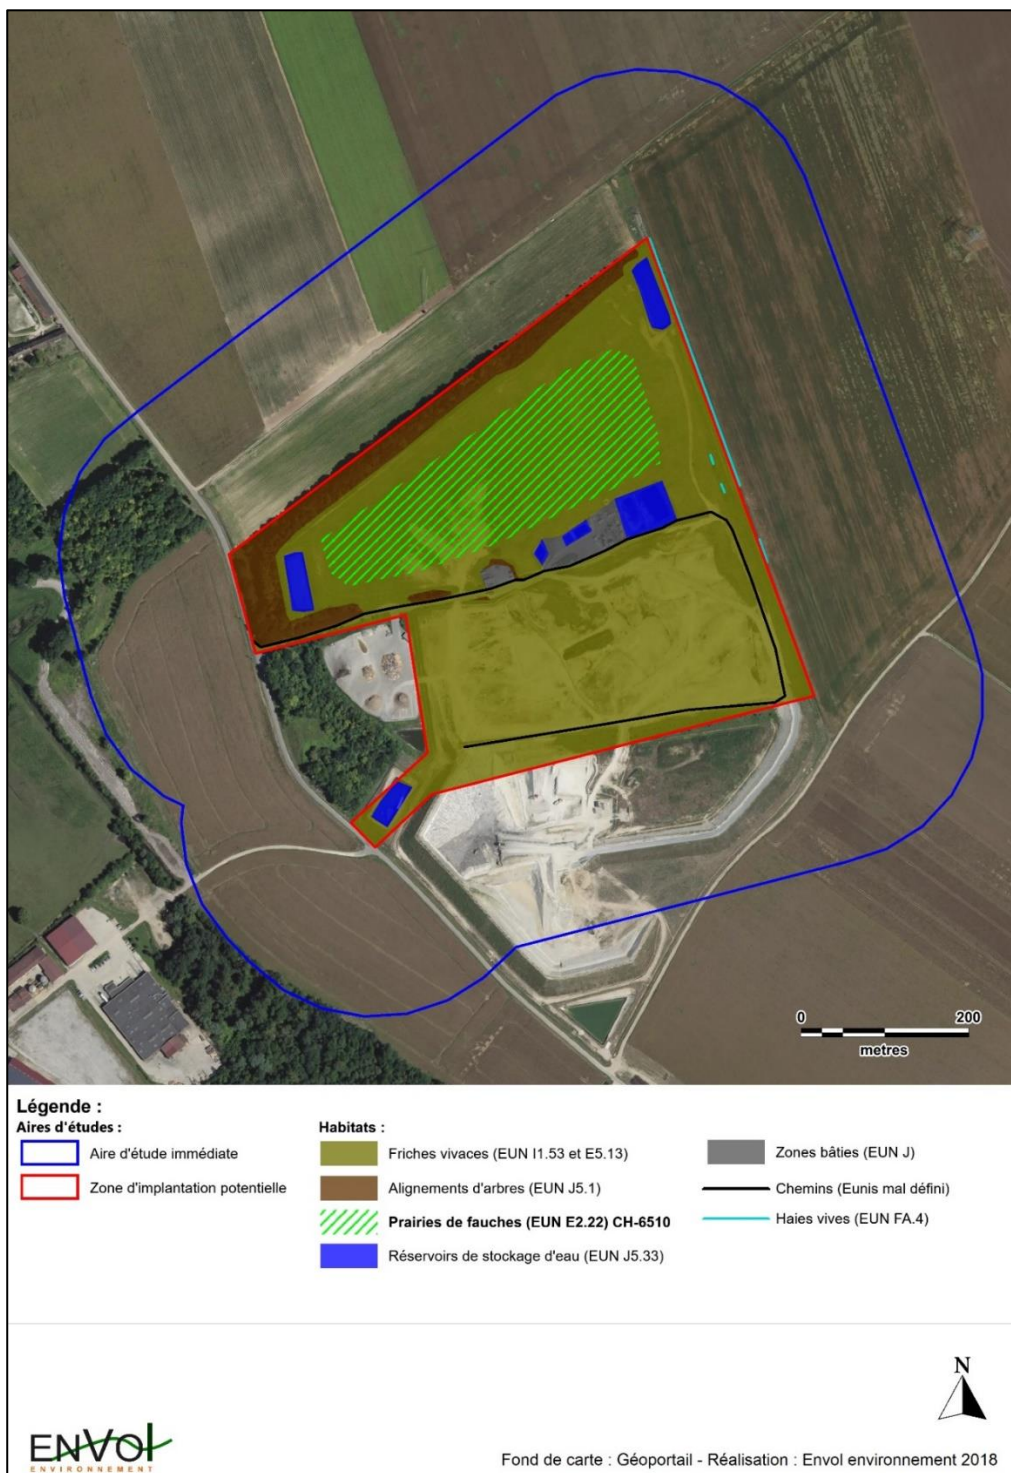 0 200
metres
Légende :
Aires d'études :
Aire d'étude immédiate
Zone d'implantation potentielle
Habitats :
Friches vivaces (EUN I1.53 et E5.13)
Alignements d'arbres (EUN J5.1)
Prairies de fauches (EUN E2.22) CH-6510
Réservoirs de stockage d'eau (EUN J5.33)
Zones bâties (EUN J)
Chemins (Eunis mal défini)
Haies vives (EUN FA.4)
N
ENVOl
ENVIRONNEMENT
Fond de carte : Géoportail - Réalisation : Envol environnement 2018